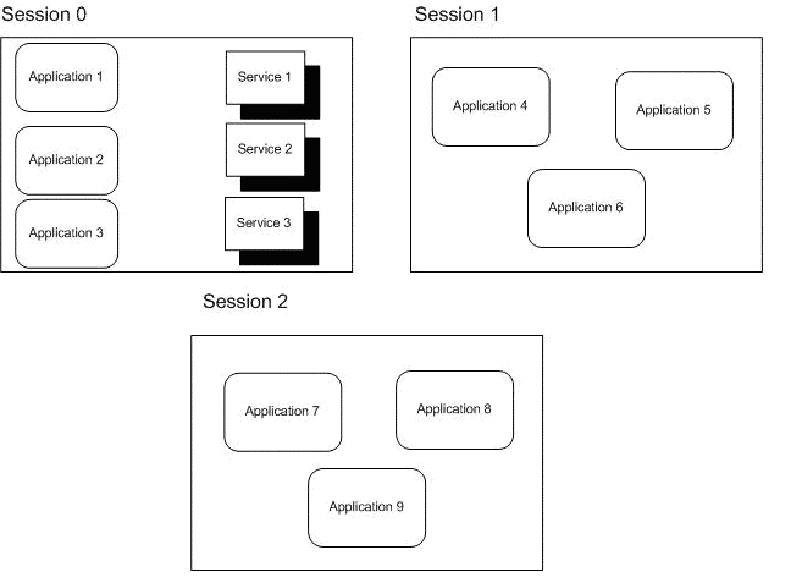 Session 0
Application 1
Service 1
Application 2
Service 2
Application 3
Service 3
Session 1
Application 4
Application 5
Application 6
Session 2
Application 7
Application 8
Application 9